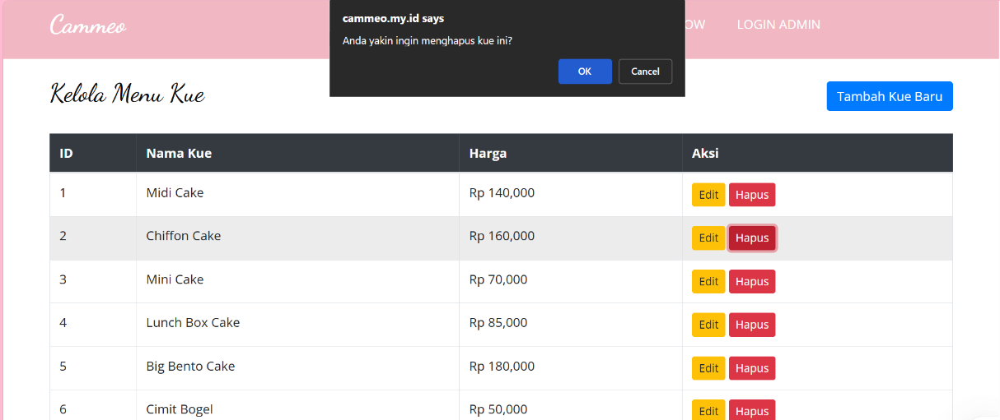 cammeo.my.id says
Anda yakin ingin menghapus kue ini?
OK Cancel
Cammeo OW LOGIN ADMIN
Kelola Menu Kue Tambah Kue Baru
ID Nama Kue Harga Aksi
1 Midi Cake Rp 140,000 Edit Hapus
2 Chiffon Cake Rp 160,000 Edit Hapus
3 Mini Cake Rp 70,000 Edit Hapus
4 Lunch Box Cake Rp 85,000 Edit Hapus
5 Big Bento Cake Rp 180,000 Edit Hapus
6 Cimit Bogel Rp 50,000 Edit Hapus